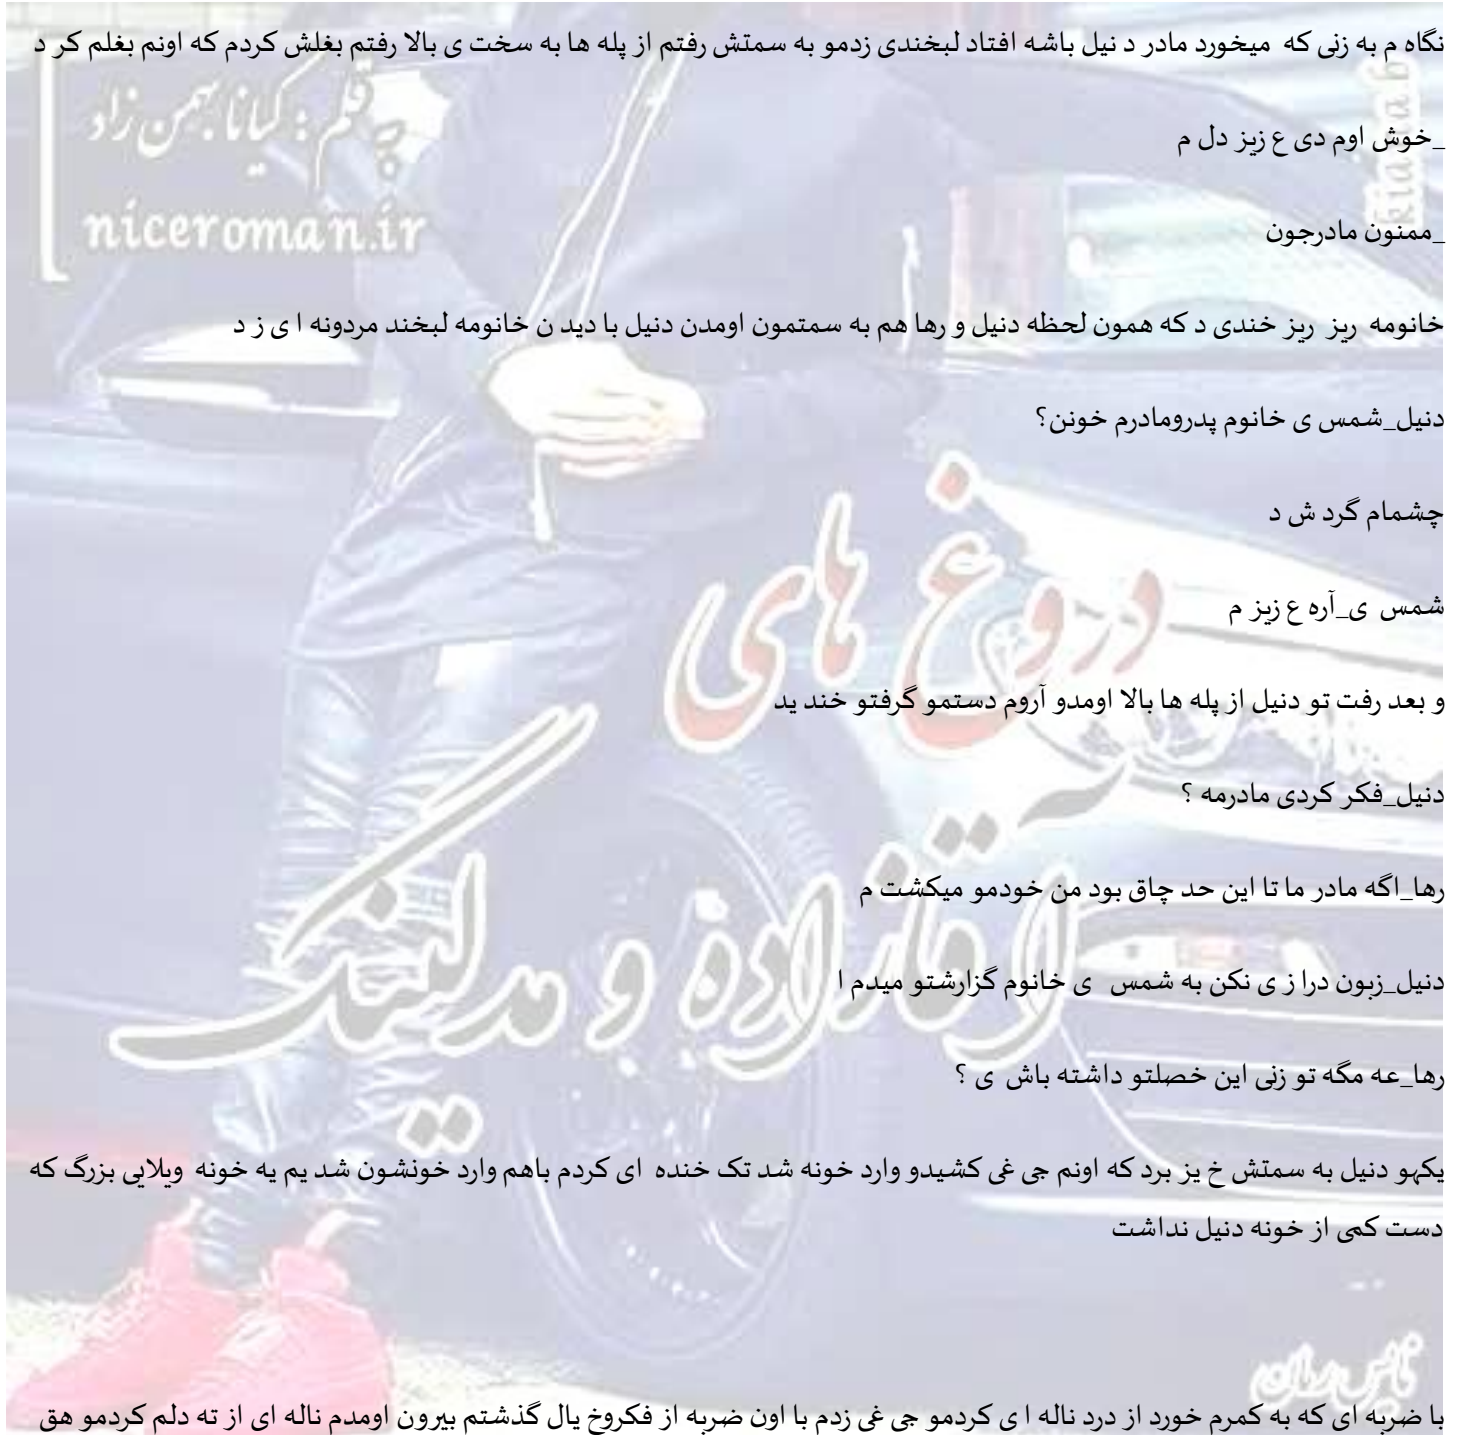 نگاه م به زنی که میخورد مادر د نیل باشه افتاد لبخندی زدمو به سمتش رفتم از پله ها به سخت ی بالا رفتم بغلش کردم که اونم بغلم کر د
به قلم : کیانا بهمن زاد
kiana.b
_خوش اوم دی ع زیز دل م
niceroman.ir
_ممنون مادرجون
خانومه ریز ریز خندی د که همون لحظه دنیل و رها هم به سمتمون اومدن دنیل با دید ن خانومه لبخند مردونه ا ی ز د
دنیل_شمس ی خانوم پدرومادرم خونن؟
چشمام گرد ش د
دروغ های
شمس ی_آره ع زیز م
و بعد رفت تو دنیل از پله ها بالا اومدو آروم دستمو گرفتو خند ید
دنیل_فکر کردی مادرمه ؟
رها_اگه مادر ما تا این حد چاق بود من خودمو میکشت م
آقازاده و مدلینگ
دنیل_زبون درا ز ی نکن به شمس ی خانوم گزارشتو میدم ا
رها_عه مگه تو زنی این خصلتو داشته باش ی ؟
یکهو دنیل به سمتش خ یز برد که اونم جی غی کشیدو وارد خونه شد تک خنده ای کردم باهم وارد خونشون شد یم یه خونه ویلایی بزرگ که
دست کمی از خونه دنیل نداشت
نایس رمان
با ضربه ای که به کمرم خورد از درد ناله ا ی کردمو جی غی زدم با اون ضربه از فکروخ یال گذشتم بیرون اومدم ناله ای از ته دلم کردمو هق